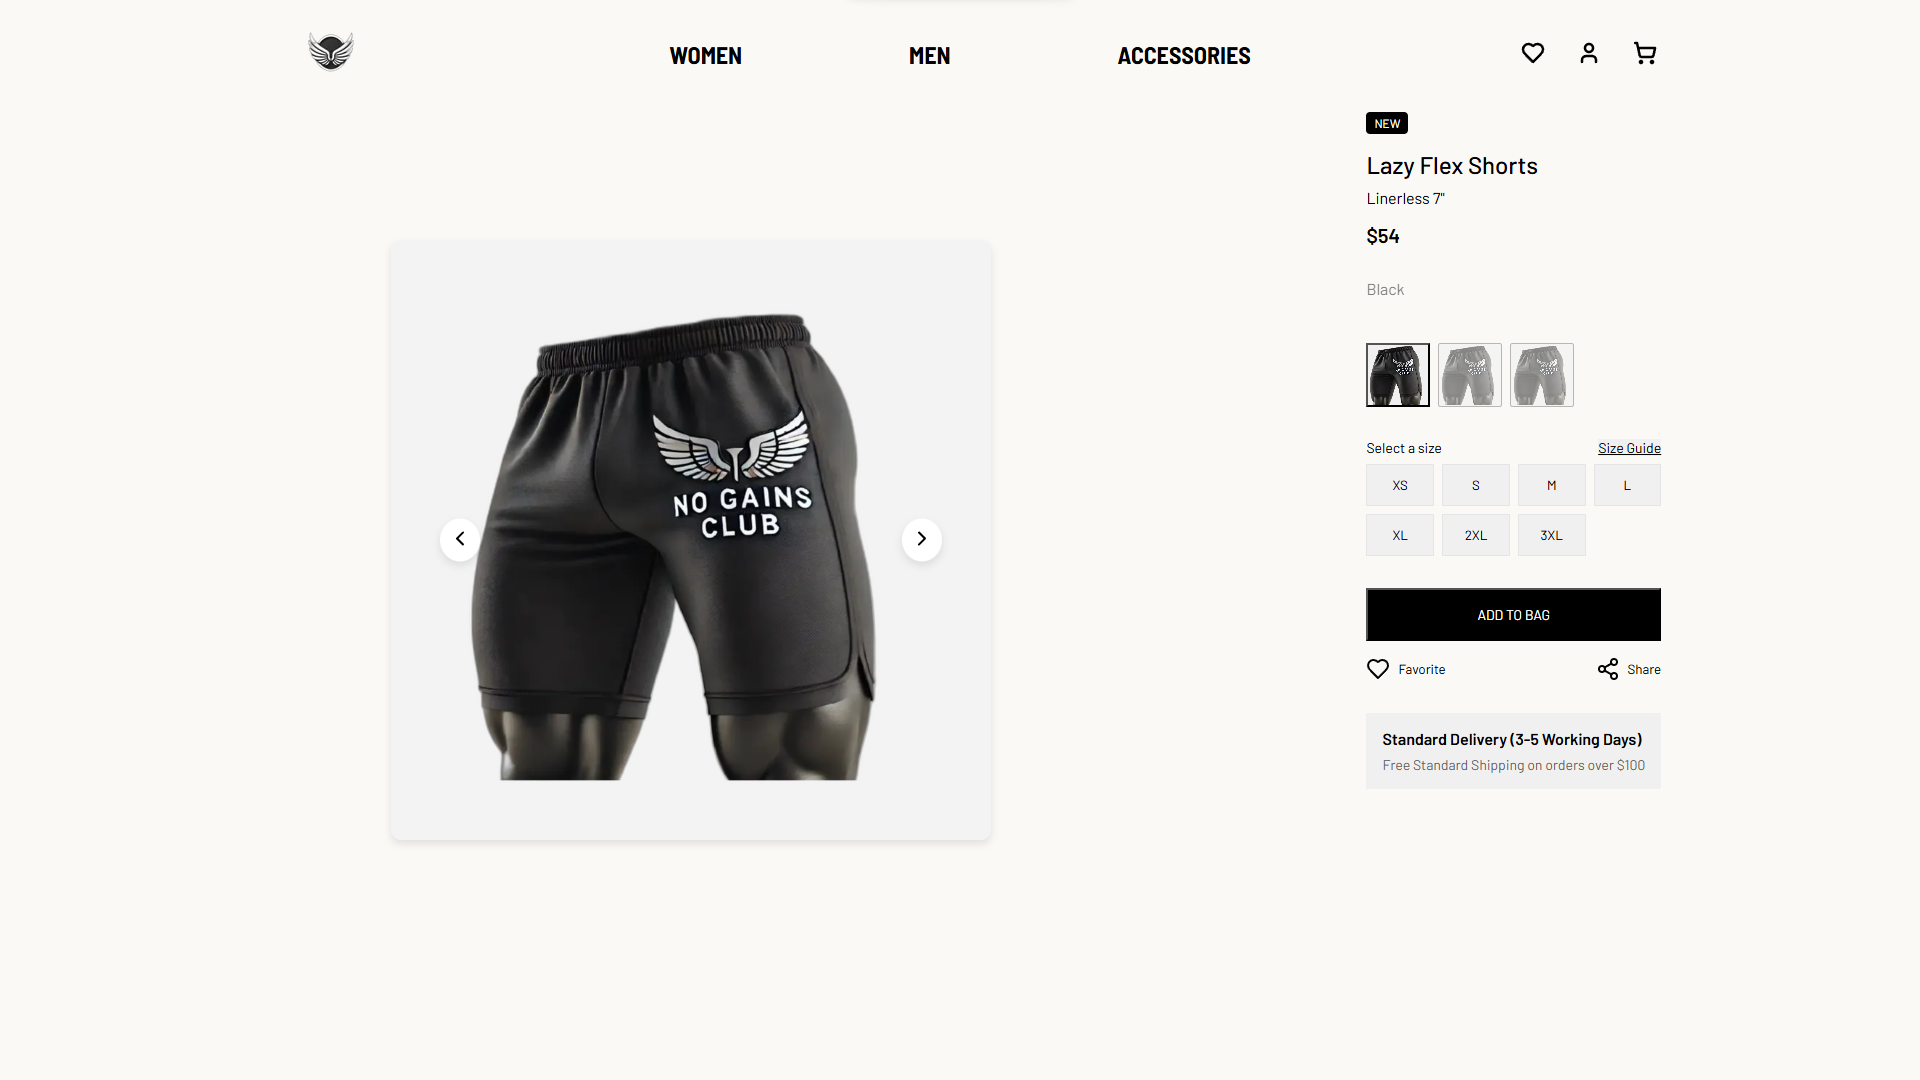 WOMEN
MEN
ACCESSORIES
NEW
Lazy Flex Shorts
Linerless 7"
$54
Black
NO GAINS
CLUB
Select a size
Size Guide
XS
S
M
L
XL
2XL
3XL
ADD TO BAG
Favorite
Share
Standard Delivery (3-5 Working Days)
Free Standard Shipping on orders over $100